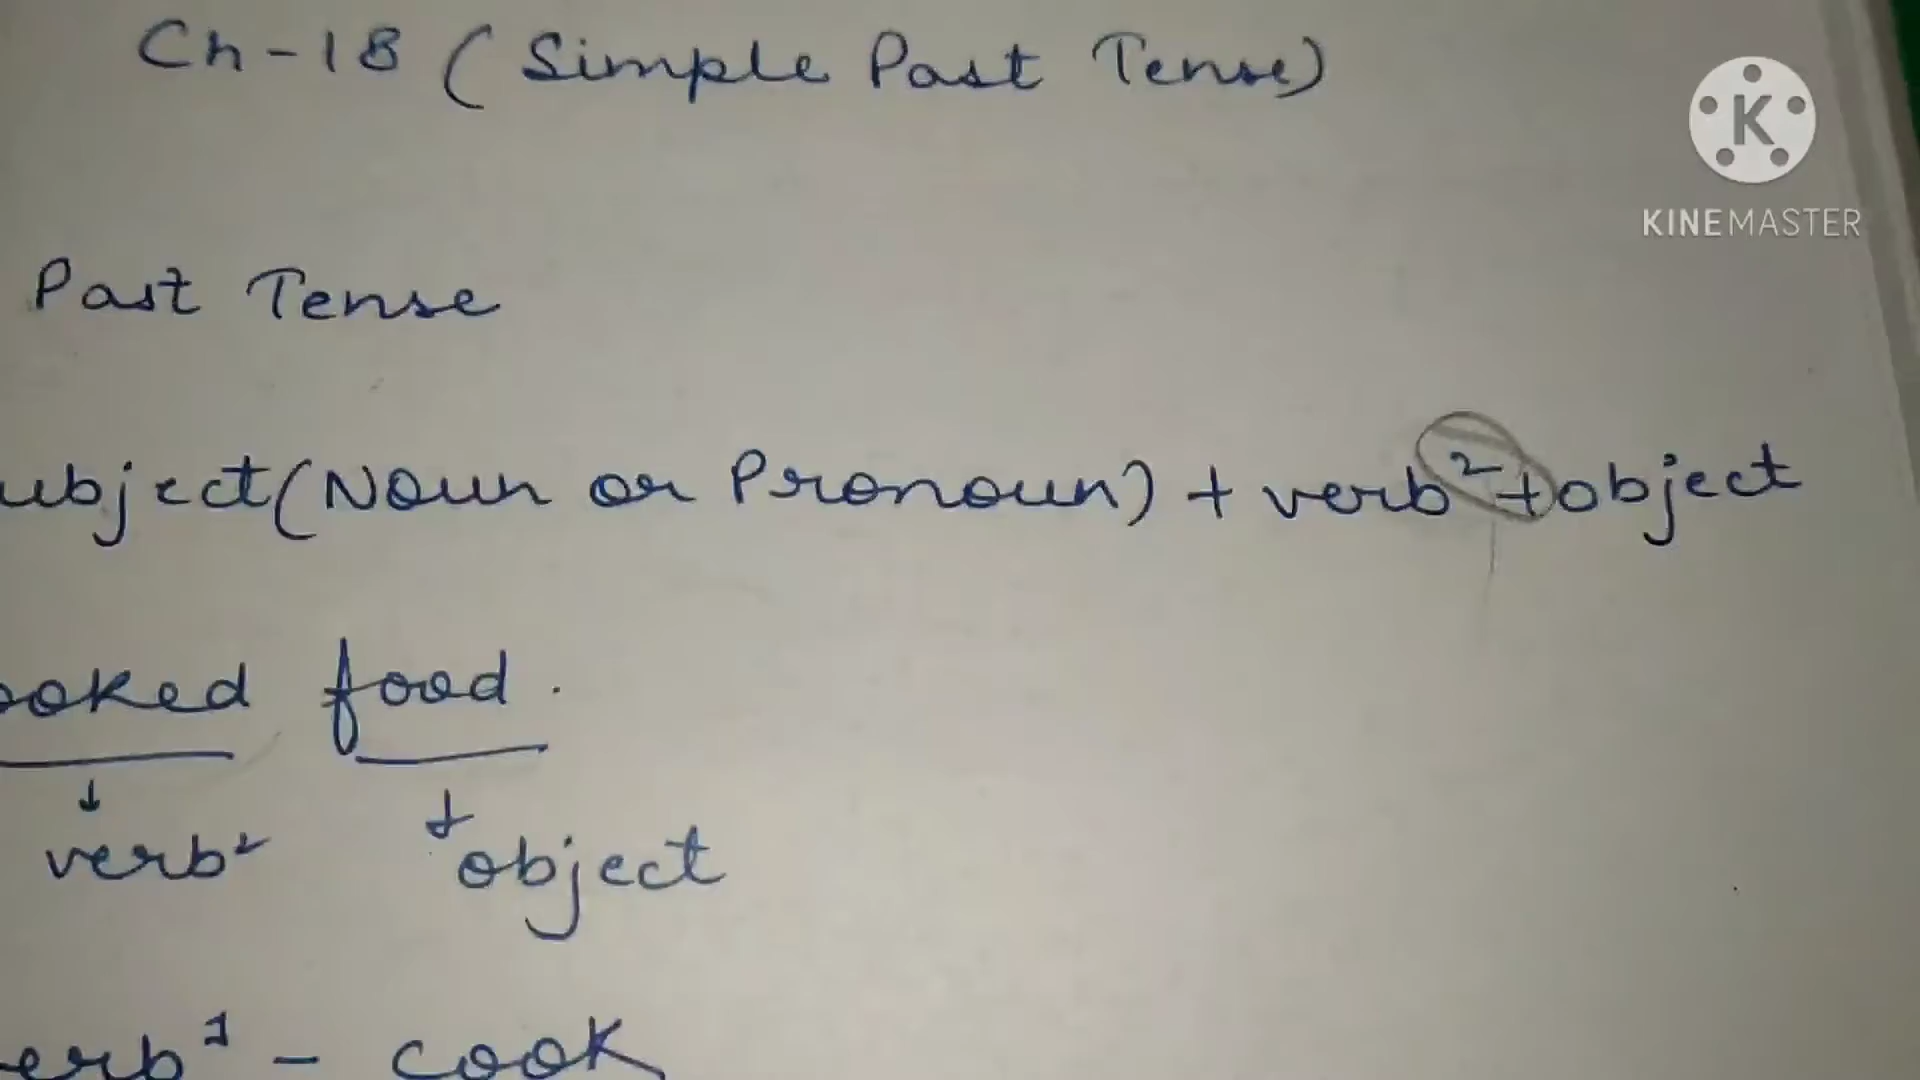 Ch-18 (Simple Past Tense)
K
KINEMASTER
Past Tense
ubject(Noun or Pronoun) + verb² + object
ooked food.
verb² object
erb¹ - cook